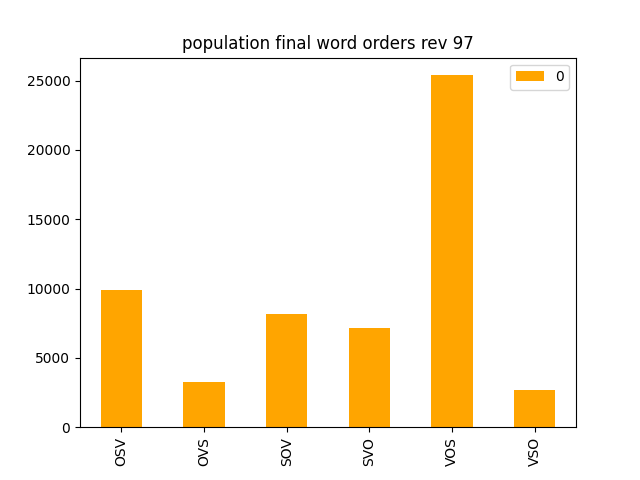 population final word orders rev 97
0
25000
20000
15000
10000
5000
0
OSV
OVS
SOV
SVO
VOS
VSO